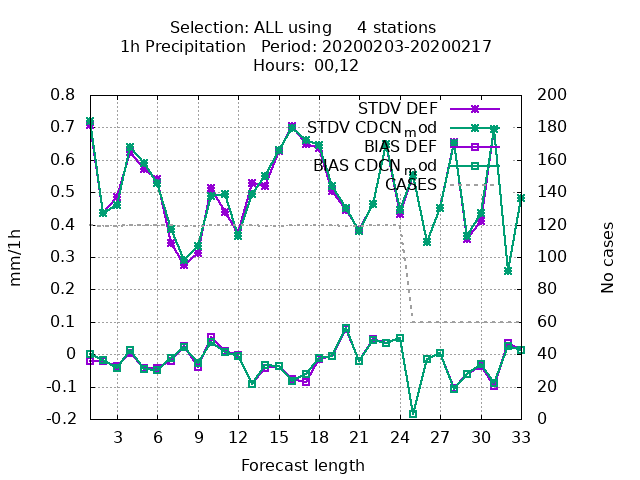 Selection: ALL using     4 stations
1h Precipitation   Period: 20200203-20200217
Hours:  00,12
STDV DEF
STDV CDCN_mod
BIAS DEF
BIAS CDCN_mod
CASES
mm/1h
0.8
0.7
0.6
0.5
0.4
0.3
0.2
0.1
0
-0.1
-0.2
No cases
200
180
160
140
120
100
80
60
40
20
0
3 6 9 12 15 18 21 24 27 30 33
Forecast length